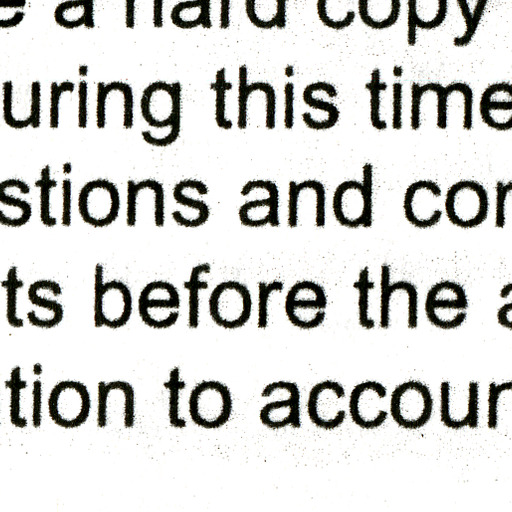 e a hard copy
uring this time
stions and cor
ts before the a
tion to accour